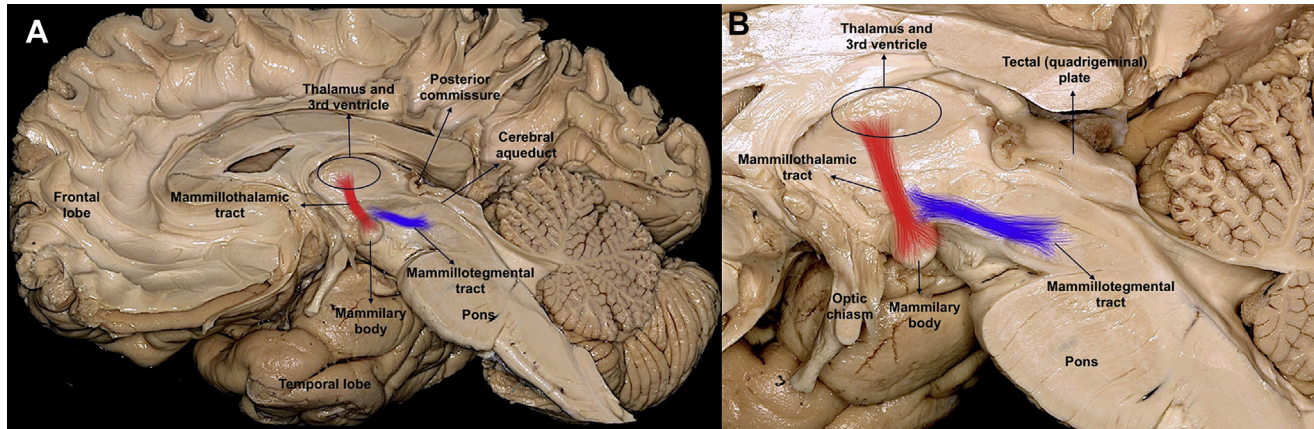 A
Thalamus and
3rd ventricle
Posterior
commissure
Cerebral
aqueduct
Frontal
lobe
Mammillothalamic
tract
Mammillotegmental
tract
Mammilary
body
Pons
Temporal lobe
B
Thalamus and
3rd ventricle
Tectal (quadrigeminal)
plate
Mammillothalamic
tract
Mammillotegmental
tract
Optic
chiasm
Mammilary
body
Pons